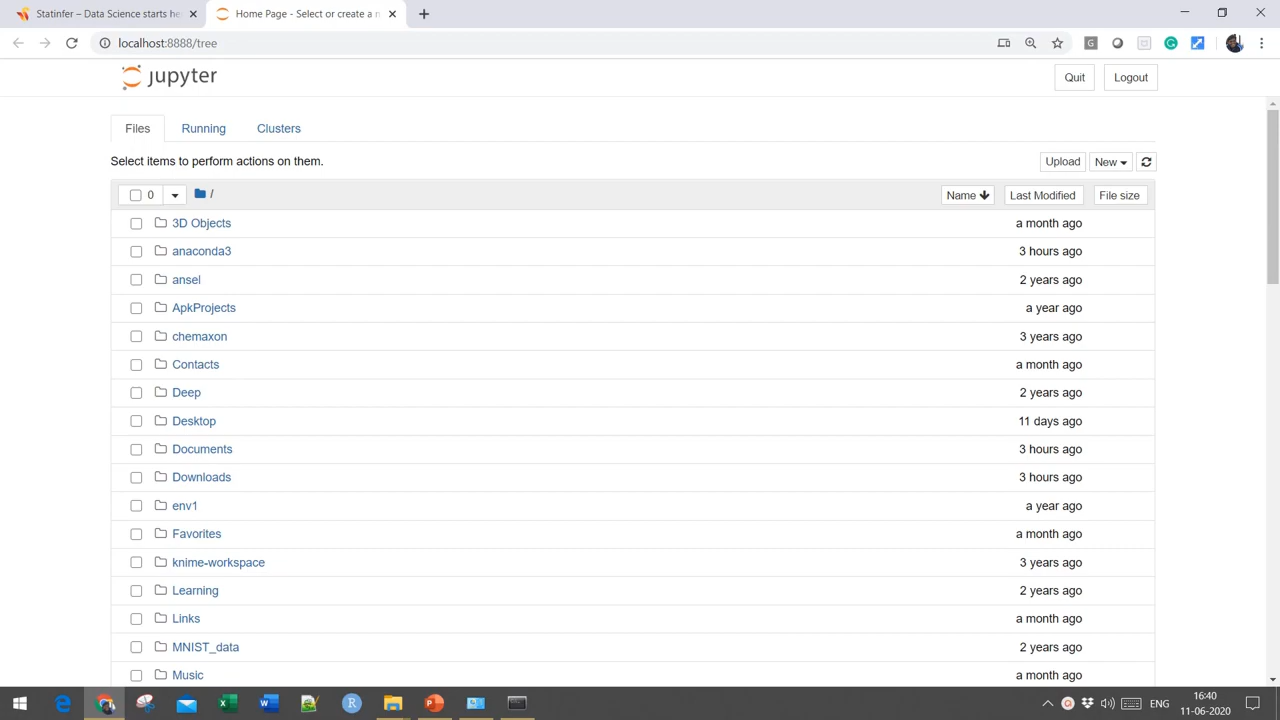 Statinfer – Data Science starts he
Home Page - Select or create a n
localhost:8888/tree
jupyter
Quit
Logout
Files
Running
Clusters
Select items to perform actions on them.
Upload
New
0
/
Name
Last Modified
File size
3D Objects
a month ago
anaconda3
3 hours ago
ansel
2 years ago
ApkProjects
a year ago
chemaxon
3 years ago
Contacts
a month ago
Deep
2 years ago
Desktop
11 days ago
Documents
3 hours ago
Downloads
3 hours ago
env1
a year ago
Favorites
a month ago
knime-workspace
3 years ago
Learning
2 years ago
Links
a month ago
MNIST_data
2 years ago
Music
a month ago
ENG
16:40
11-06-2020